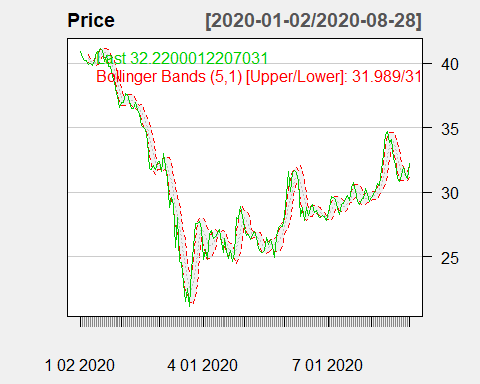 Price [2020-01-02/2020-08-28]
Last 32.2200012207031
Bollinger Bands (5,1) [Upper/Lower]: 31.989/31
40
35
30
25
1 02 2020 4 01 2020 7 01 2020